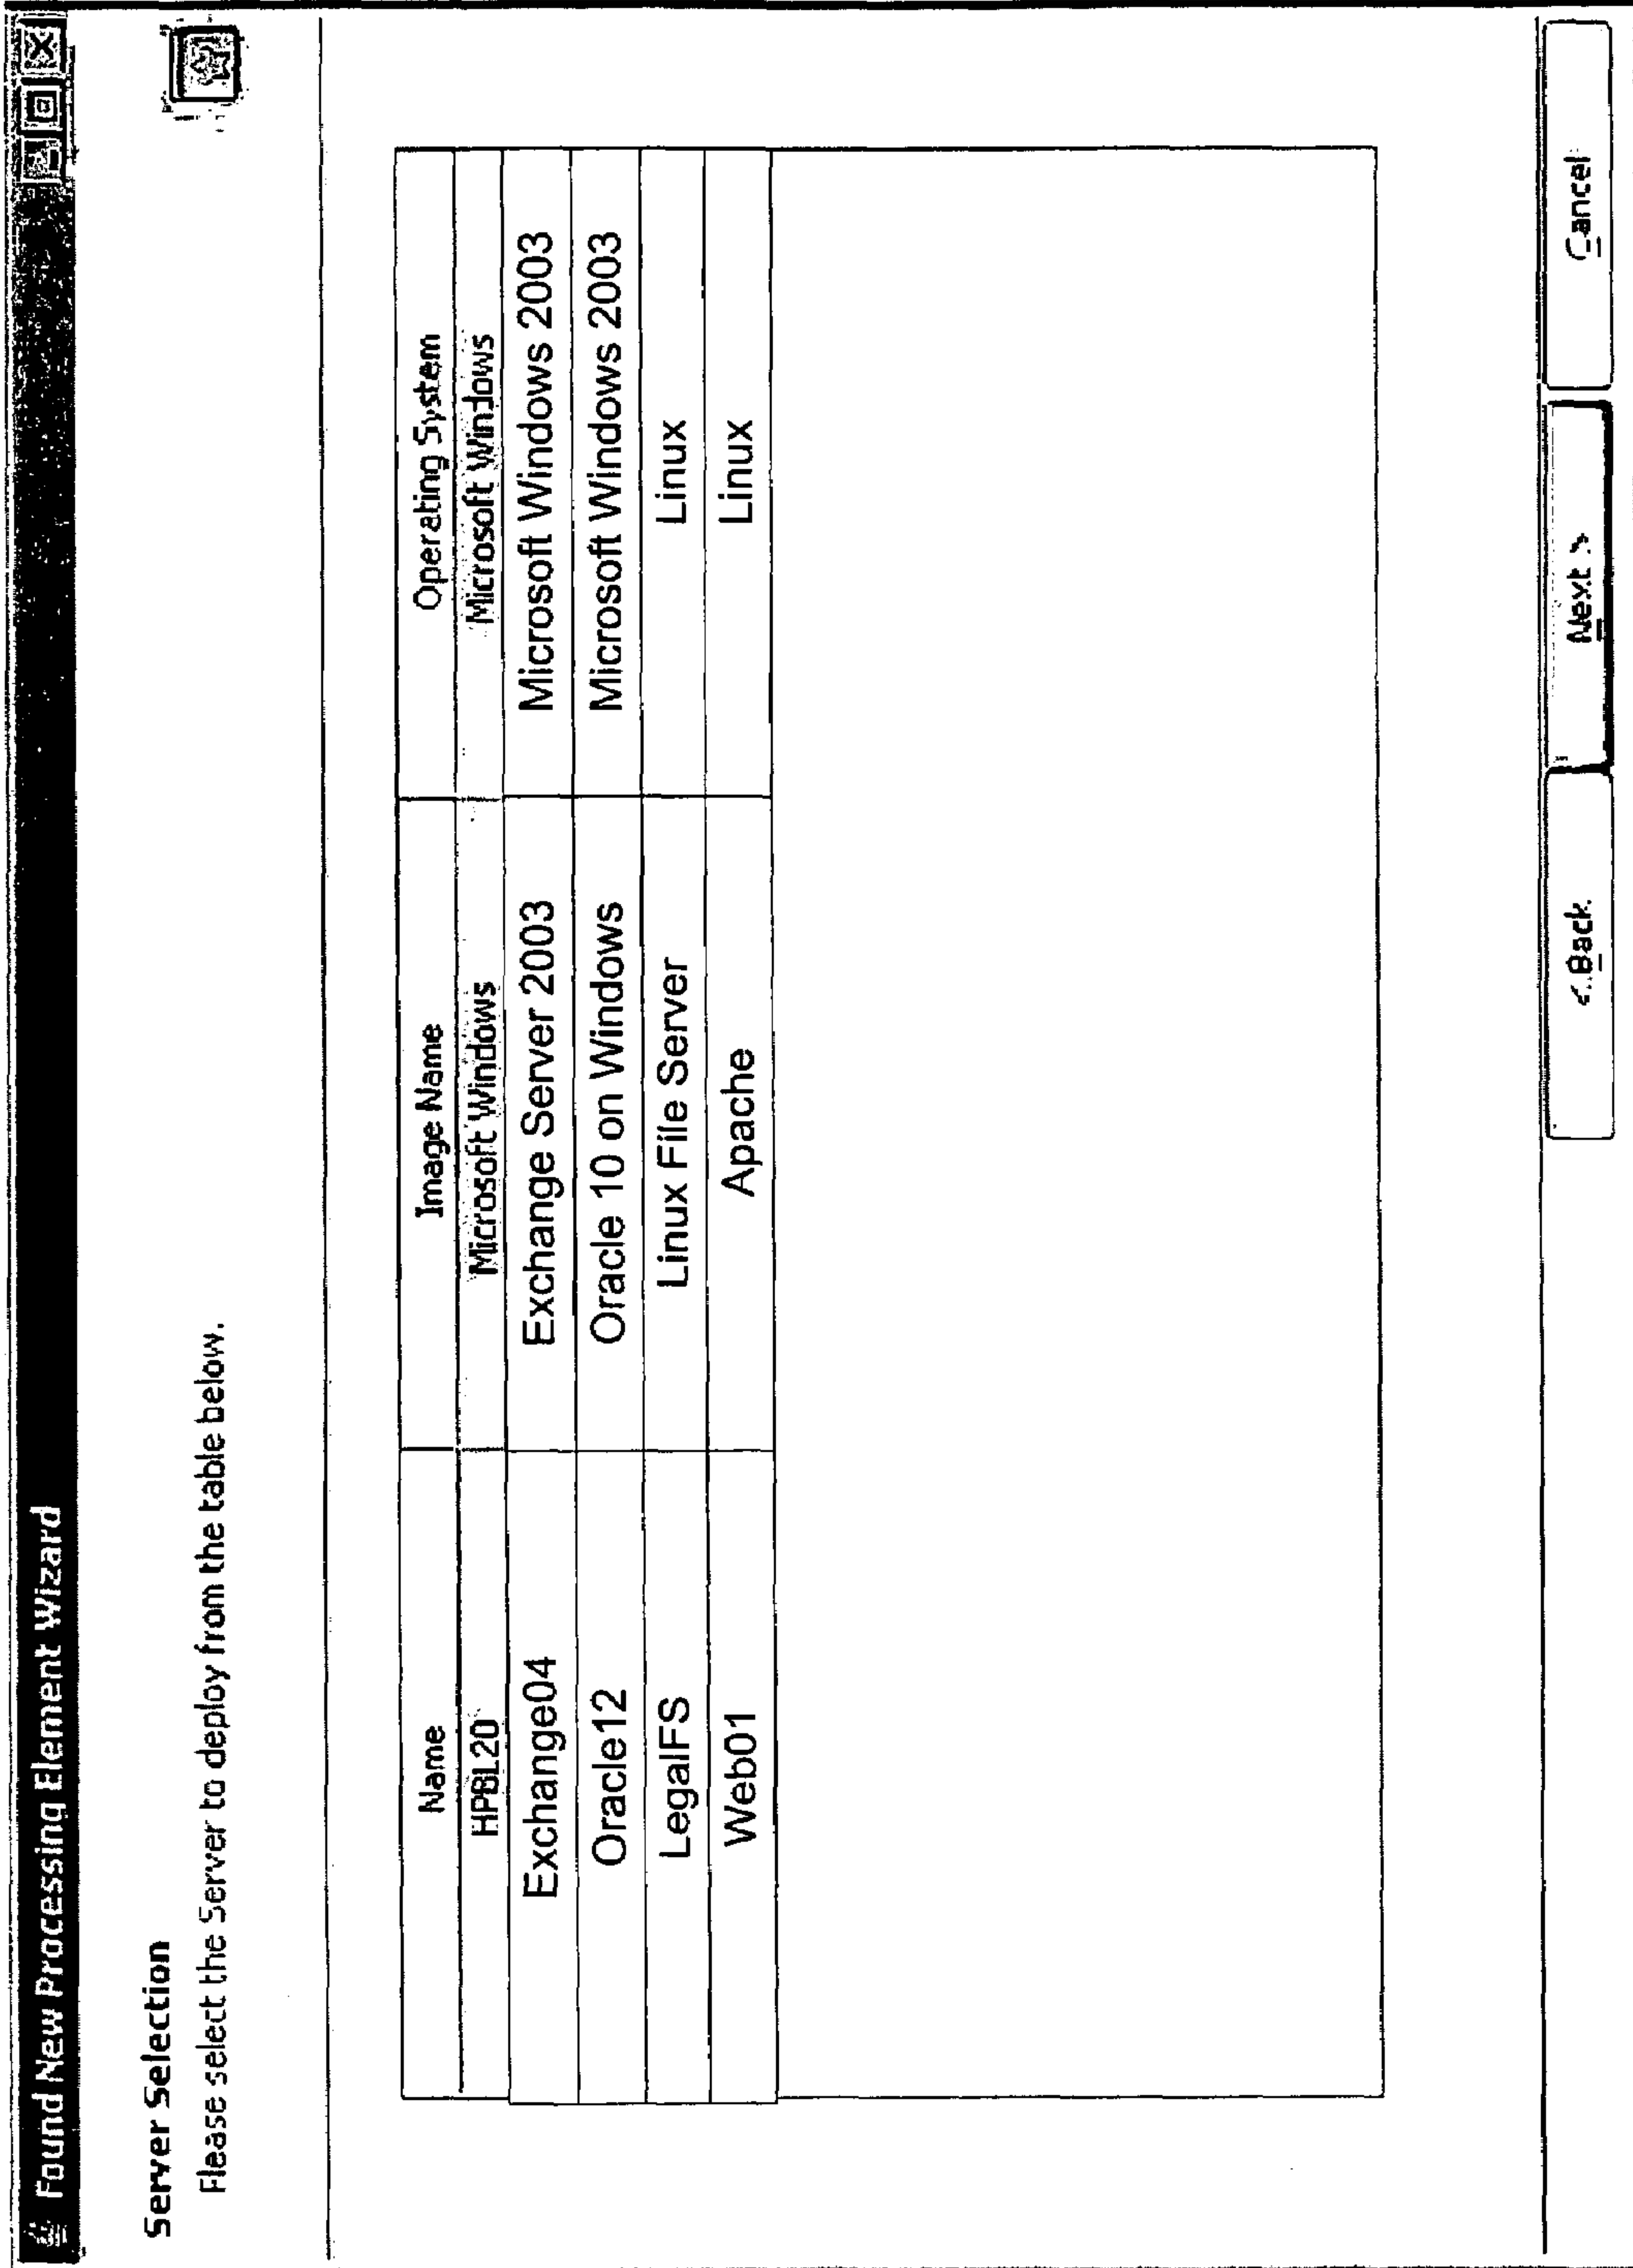 Found New Processing Element Wizard
Server Selection
Please select the Server to deploy from the table below.
Name Image Name Operating System
HPBL20 Microsoft Windows Microsoft Windows
Exchange04 Exchange Server 2003 Microsoft Windows 2003
Oracle12 Oracle 10 on Windows Microsoft Windows 2003
LegalFS Linux File Server Linux
Web01 Apache Linux
< Back Next > Cancel